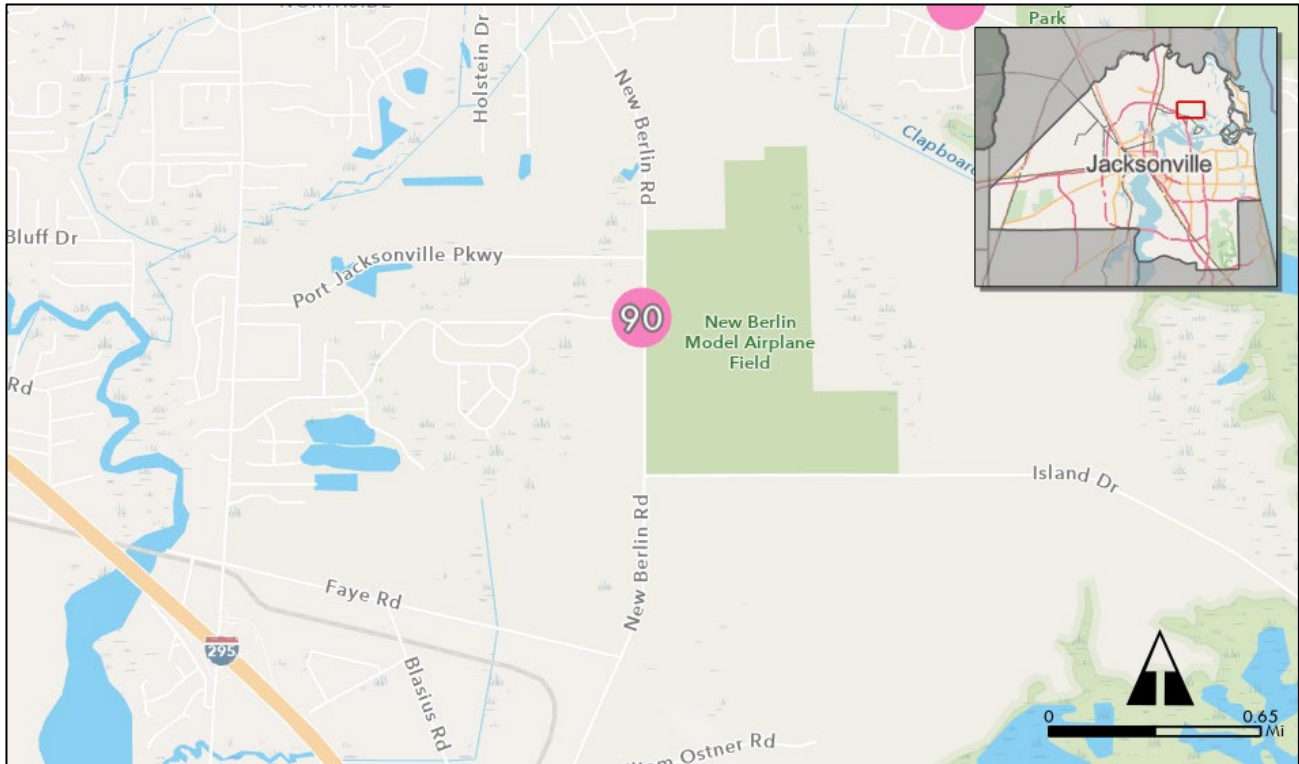 NORTHSIDE
Park
Holstein Dr
New Berlin Rd
Clapboard
Jacksonville
Bluff Dr
Port Jacksonville Pkwy
90
New Berlin
Model Airplane
Field
Rd
Island Dr
New Berlin Rd
Faye Rd
295
Blasius Rd
Ostner Rd
0 0.65
Mi